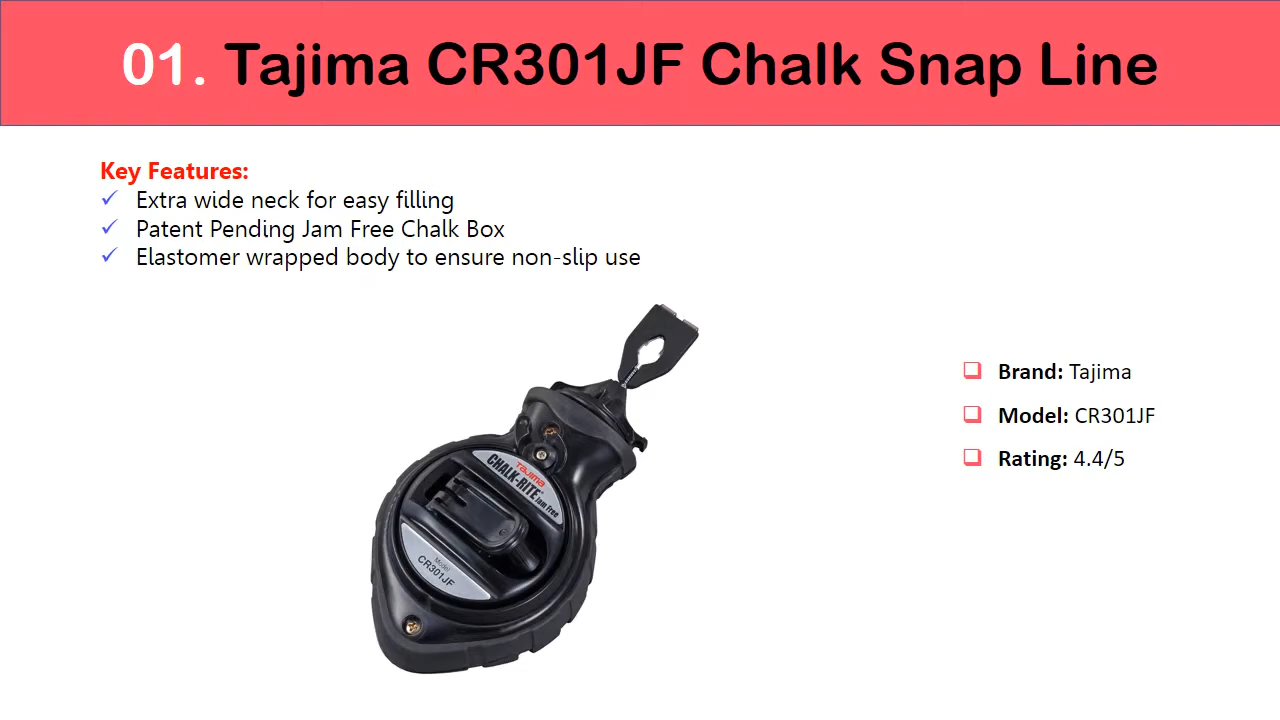 01. Tajima CR301JF Chalk Snap Line
Key Features:
Extra wide neck for easy filling
Patent Pending Jam Free Chalk Box
Elastomer wrapped body to ensure non-slip use
Brand: Tajima
Model: CR301JF
Rating: 4.4/5
TAJIMA
CHALK-RITE®
Jam Free
Model
CR301JF